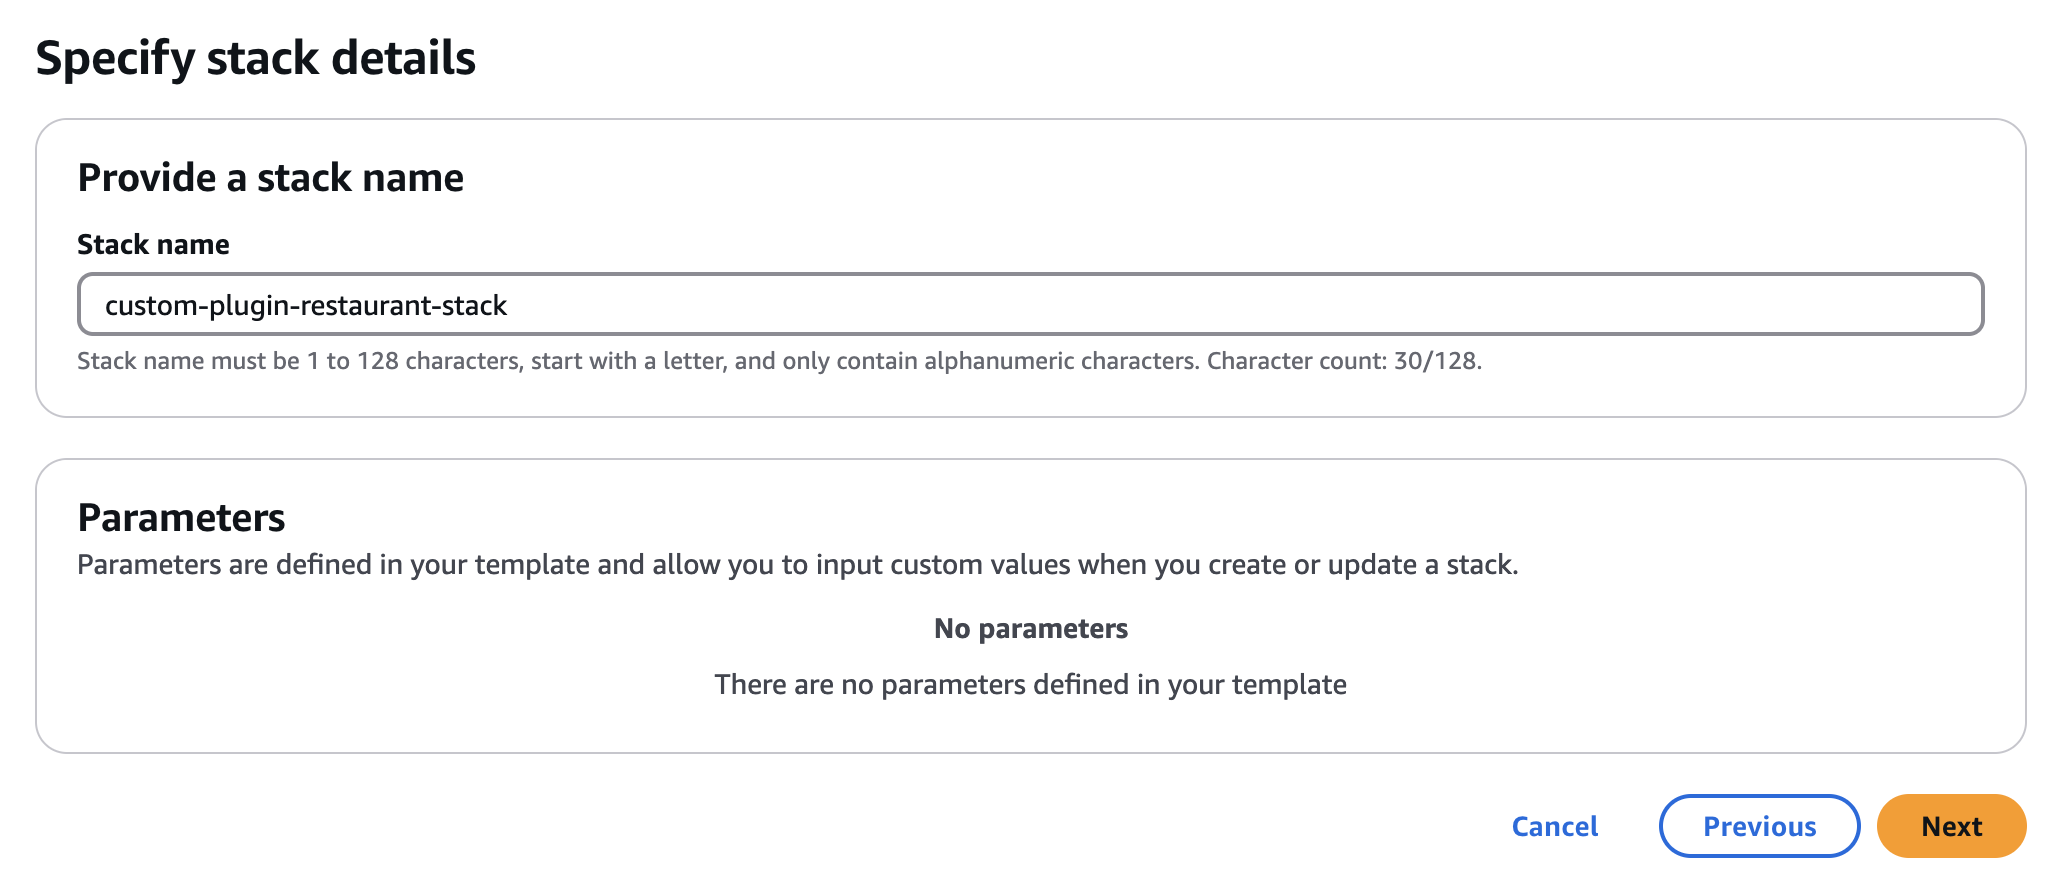 Specify stack details
Provide a stack name
Stack name
custom-plugin-restaurant-stack
Stack name must be 1 to 128 characters, start with a letter, and only contain alphanumeric characters. Character count: 30/128.
Parameters
Parameters are defined in your template and allow you to input custom values when you create or update a stack.
No parameters
There are no parameters defined in your template
Cancel Previous Next